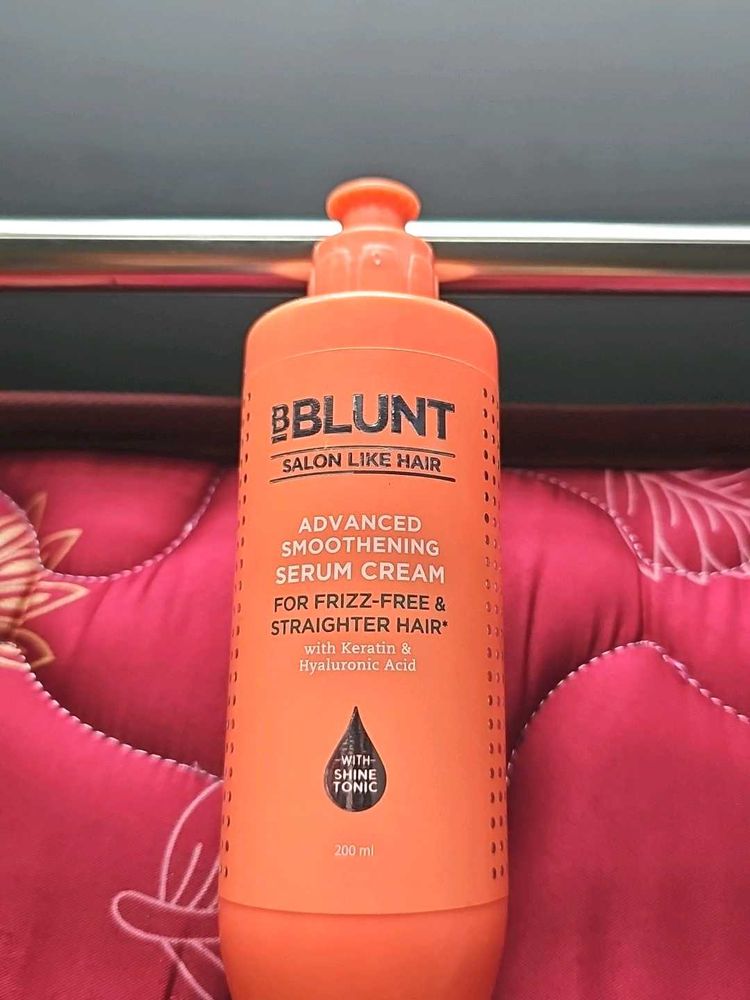 BBLUNT
SALON LIKE HAIR
ADVANCED
SMOOTHENING
SERUM CREAM
FOR FRIZZ-FREE &
STRAIGHTER HAIR*
with Keratin &
Hyaluronic Acid
-WITH-
SHINE
TONIC
200 ml